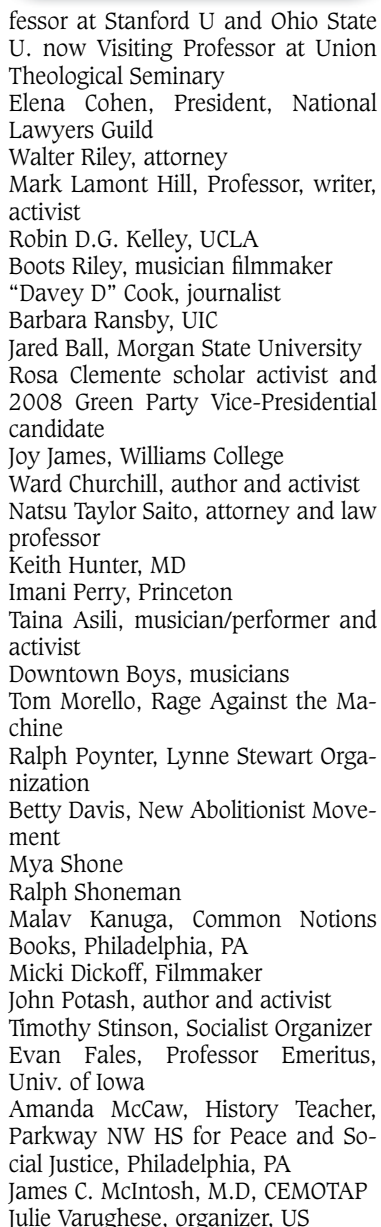 fessor at Stanford U and Ohio State
U. now Visiting Professor at Union
Theological Seminary
Elena Cohen, President, National
Lawyers Guild
Walter Riley, attorney
Mark Lamont Hill, Professor, writer,
activist
Robin D.G. Kelley, UCLA
Boots Riley, musician filmmaker
“Davey D” Cook, journalist
Barbara Ransby, UIC
Jared Ball, Morgan State University
Rosa Clemente scholar activist and
2008 Green Party Vice-Presidential
candidate
Joy James, Williams College
Ward Churchill, author and activist
Natsu Taylor Saito, attorney and law
professor
Keith Hunter, MD
Imani Perry, Princeton
Taina Asili, musician/performer and
activist
Downtown Boys, musicians
Tom Morello, Rage Against the Ma-
chine
Ralph Poynter, Lynne Stewart Orga-
nization
Betty Davis, New Abolitionist Move-
ment
Mya Shone
Ralph Shoneman
Malav Kanuga, Common Notions
Books, Philadelphia, PA
Micki Dickoff, Filmmaker
John Potash, author and activist
Timothy Stinson, Socialist Organizer
Evan Fales, Professor Emeritus,
Univ. of Iowa
Amanda McCaw, History Teacher,
Parkway NW HS for Peace and So-
cial Justice, Philadelphia, PA
James C. McIntosh, M.D, CEMOTAP
Julie Varughese, organizer, US